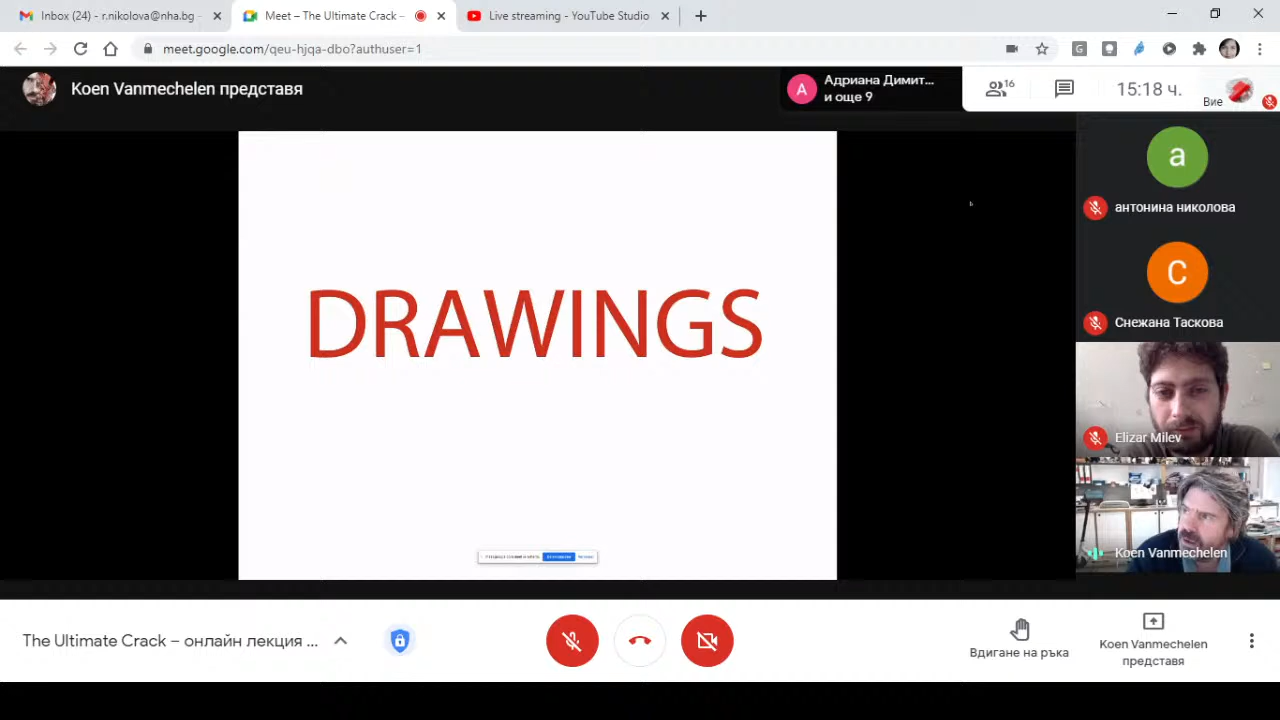 Inbox (24) - r.nikolova@nha.bg -
Meet – The Ultimate Crack –
Live streaming - YouTube Studio
meet.google.com/qeu-hjqa-dbo?authuser=1
Koen Vanmechelen представя
А
Адриана Димит...
и още 9
16
15:18 ч.
Вие
DRAWINGS
а
антонина николова
С
Снежана Таскова
Elizar Milev
Koen Vanmechelen
The Ultimate Crack – онлайн лекция ...
Вдигане на ръка
Koen Vanmechelen
представя